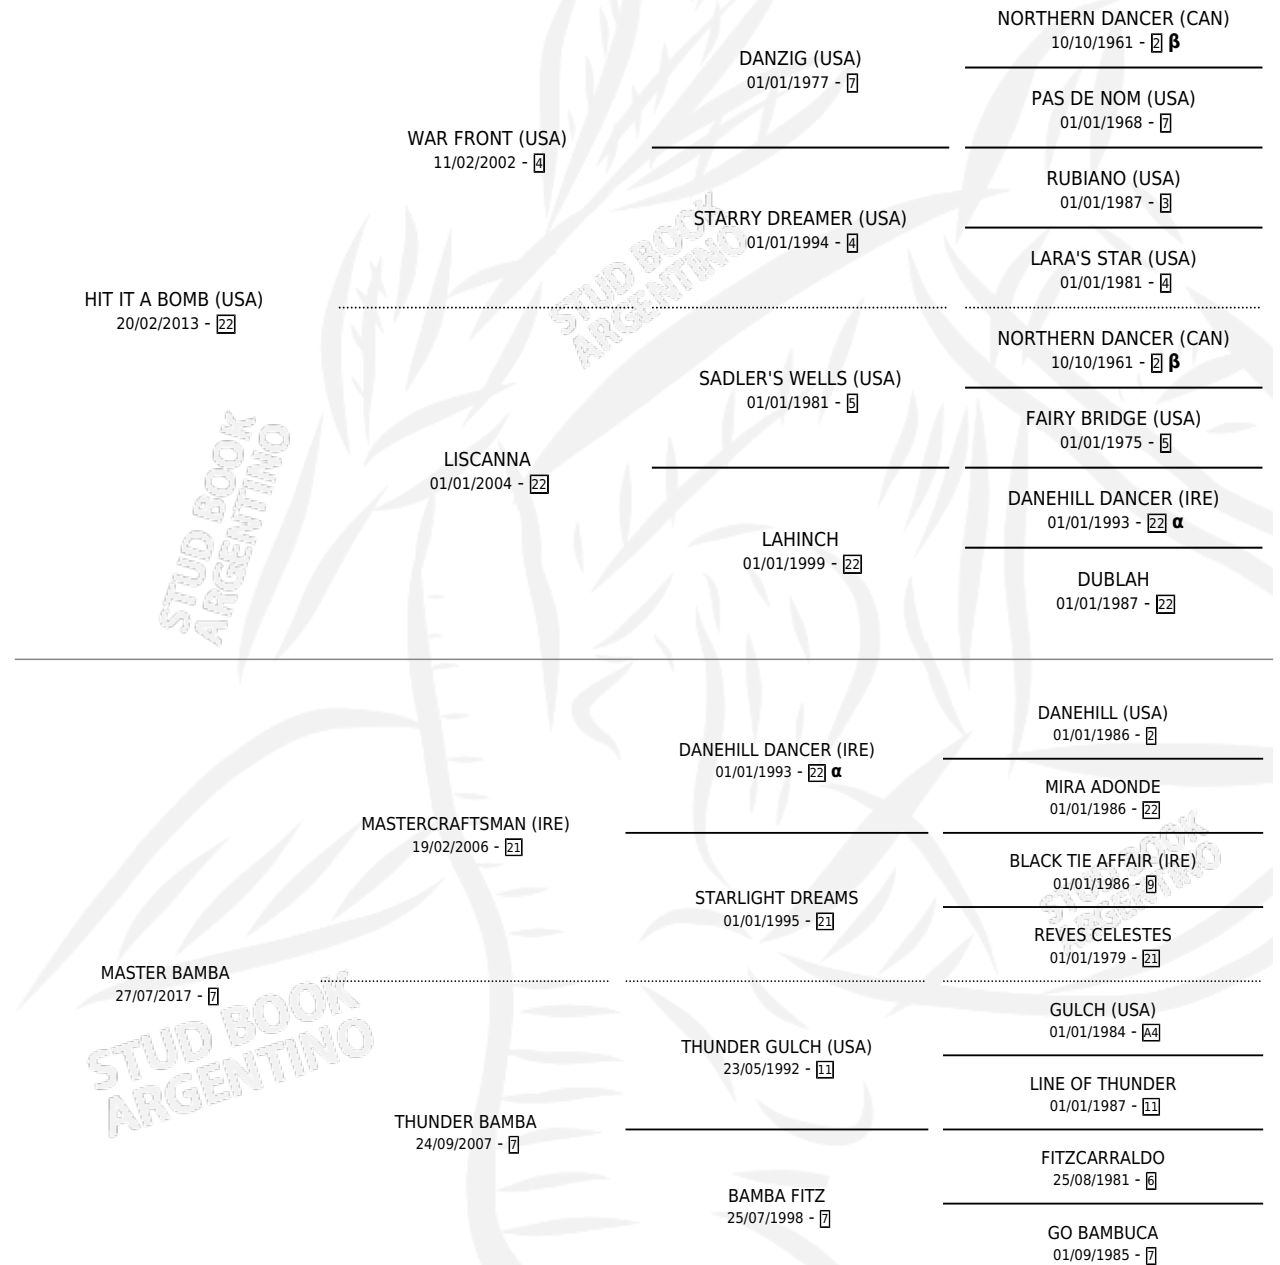 NORTHERN DANCER (CAN)
10/10/1961 - 2 β
DANZIG (USA)
01/01/1977 - 7
PAS DE NOM (USA)
01/01/1968 - 7
WAR FRONT (USA)
11/02/2002 - 4
RUBIANO (USA)
01/01/1987 - 3
STARRY DREAMER (USA)
01/01/1994 - 4
LARA'S STAR (USA)
01/01/1981 - 4
HIT IT A BOMB (USA)
20/02/2013 - 22
NORTHERN DANCER (CAN)
10/10/1961 - 2 β
SADLER'S WELLS (USA)
01/01/1981 - 5
FAIRY BRIDGE (USA)
01/01/1975 - 5
LISCANNA
01/01/2004 - 22
DANEHILL DANCER (IRE)
01/01/1993 - 22 α
LAHINCH
01/01/1999 - 22
DUBLAH
01/01/1987 - 22
DANEHILL (USA)
01/01/1986 - 2
DANEHILL DANCER (IRE)
01/01/1993 - 22 α
MIRA ADONDE
01/01/1986 - 22
MASTERCRAFTSMAN (IRE)
19/02/2006 - 21
BLACK TIE AFFAIR (IRE)
01/01/1986 - 9
STARLIGHT DREAMS
01/01/1995 - 21
REVES CELESTES
01/01/1979 - 21
MASTER BAMBA
27/07/2017 - 7
GULCH (USA)
01/01/1984 - A4
THUNDER GULCH (USA)
23/05/1992 - 11
LINE OF THUNDER
01/01/1987 - 11
THUNDER BAMBA
24/09/2007 - 7
FITZCARRALDO
25/08/1981 - 6
BAMBA FITZ
25/07/1998 - 7
GO BAMBUCA
01/09/1985 - 7
STUD BOOK
ARGENTINO
STUD BOOK
ARGENTINO
STUD BOOK
ARGENTINO
STUD BOOK
ARGENTINO